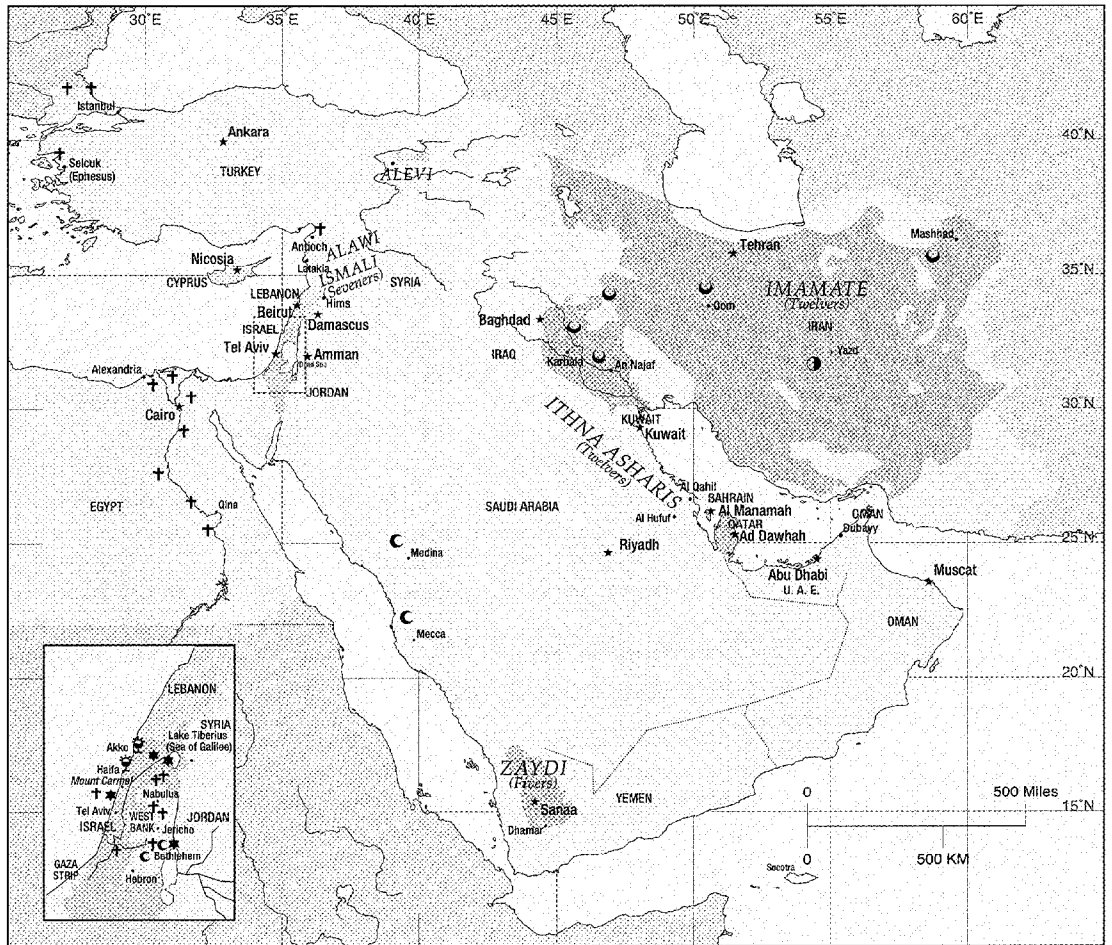 30°E 35°E 40°E 45°E 50°E 55°E 60°E
Istanbul
Ankara
40°N
Selcuk
(Ephesus)
TURKEY
ALEVI
Mashhad
Antioch
ALAWI
Tehran
Nicosia
Latakia
ISMALI
(Seveners)
SYRIA
35°N
CYPRUS
LEBANON
Hims
Qom
IMAMATE
(Twelvers)
Beirut
Damascus
Baghdad
IRAN
ISRAEL
Tel Aviv
Amman
Dead Sea
IRAQ
Karbala
An Najaf
Yazd
Alexandria
JORDAN
Cairo
30°N
KUWAIT
Kuwait
ITHNA ASHARIS
(Twelvers)
EGYPT
Qina
SAUDI ARABIA
Al Qahil
BAHRAIN
Al Manamah
Al Hufuf
QATAR
Ad Dawhah
OMAN
Dubayy
25°N
Medina
Riyadh
Abu Dhabi
U. A. E.
Muscat
Mecca
OMAN
20°N
LEBANON
SYRIA
Akko
Lake Tiberius
(Sea of Galilee)
Haifa
Mount Carmel
Nabulus
Tel Aviv
ISRAEL
WEST
BANK
JORDAN
Jericho
GAZA
STRIP
Bethlehem
Hebron
ZAYDI
(Fivers)
Sanaa
YEMEN
Dhamar
15°N
0 500 Miles
0 500 KM
Socotra